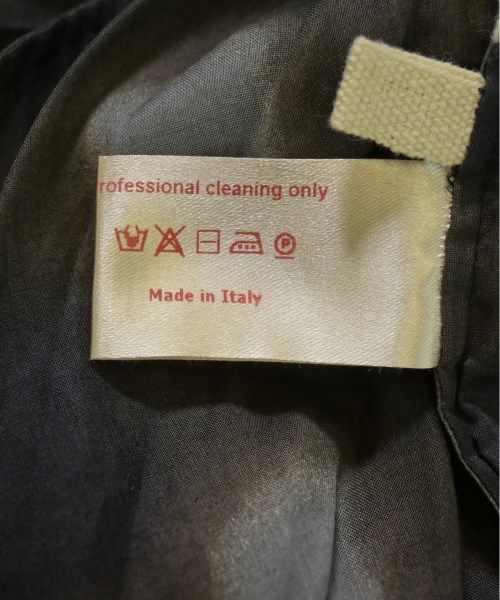 rofessional cleaning only
P
Made in Italy